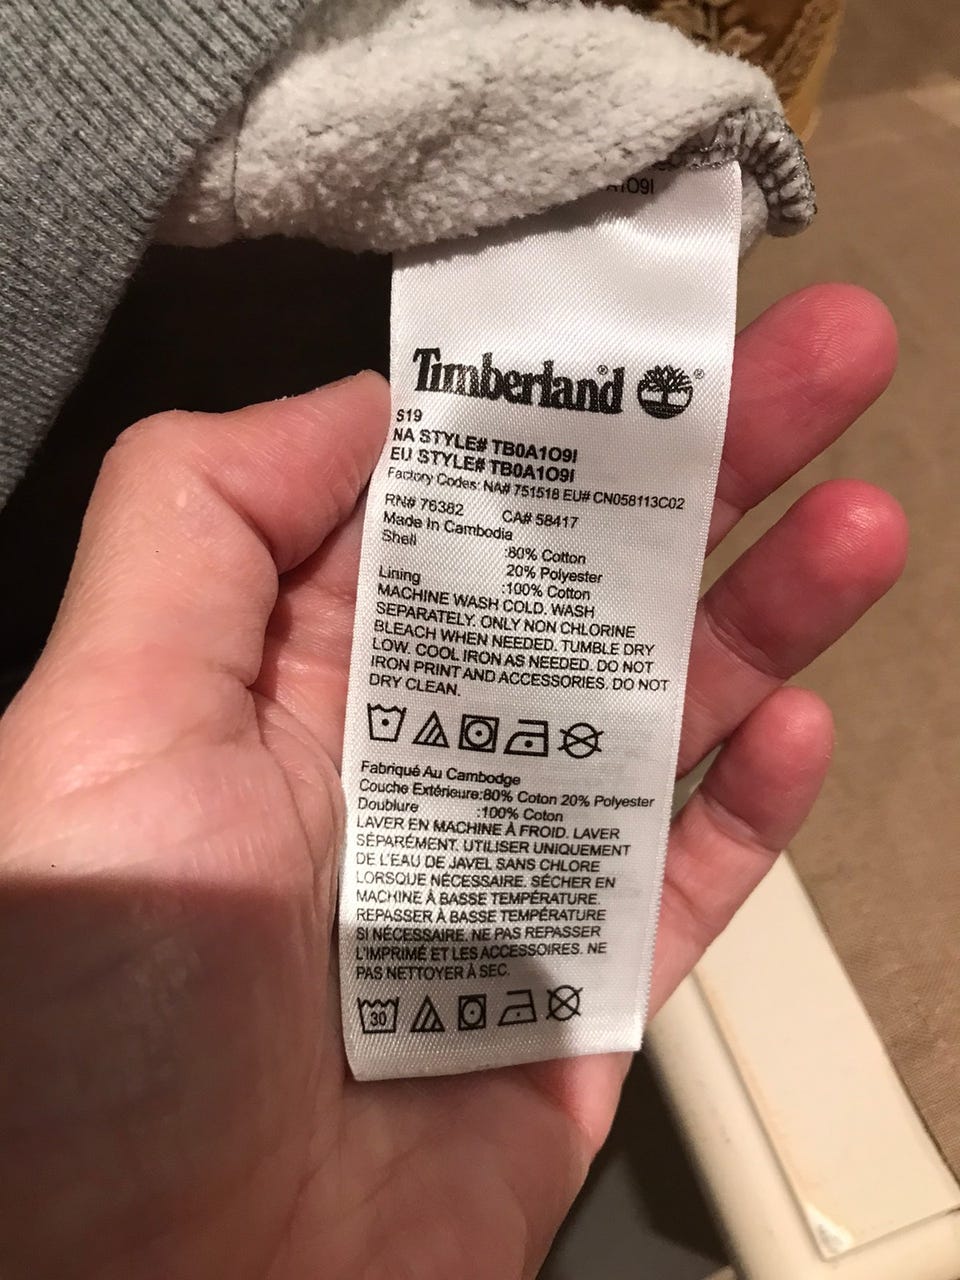 A1O9I
Timberland ®
S19
NA STYLE# TB0A1O9I
EU STYLE# TB0A1O9I
Factory Codes: NA# 751518 EU# CN058113C02
RN# 76382 CA# 58417
Made In Cambodia
Shell :80% Cotton
20% Polyester
Lining :100% Cotton
MACHINE WASH COLD. WASH
SEPARATELY. ONLY NON CHLORINE
BLEACH WHEN NEEDED. TUMBLE DRY
LOW. COOL IRON AS NEEDED. DO NOT
IRON PRINT AND ACCESSORIES. DO NOT
DRY CLEAN.
Fabriqué Au Cambodge
Couche Extérieure:80% Coton 20% Polyester
Doublure :100% Coton
LAVER EN MACHINE À FROID. LAVER
SÉPARÉMENT. UTILISER UNIQUEMENT
DE L'EAU DE JAVEL SANS CHLORE
LORSQUE NÉCESSAIRE. SÉCHER EN
MACHINE À BASSE TEMPÉRATURE.
REPASSER À BASSE TEMPÉRATURE
SI NÉCESSAIRE. NE PAS REPASSER
L'IMPRIMÉ ET LES ACCESSOIRES. NE
PAS NETTOYER À SEC.
30